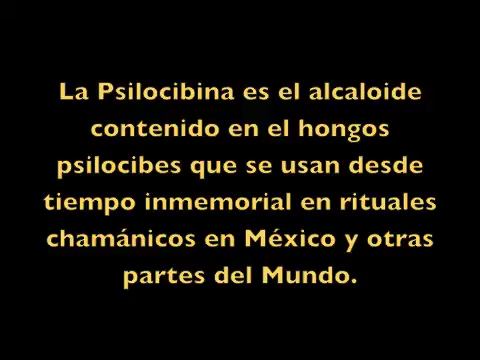 La Psilocibina es el alcaloide
contenido en el hongos
psilocibes que se usan desde
tiempo inmemorial en rituales
chamánicos en México y otras
partes del Mundo.